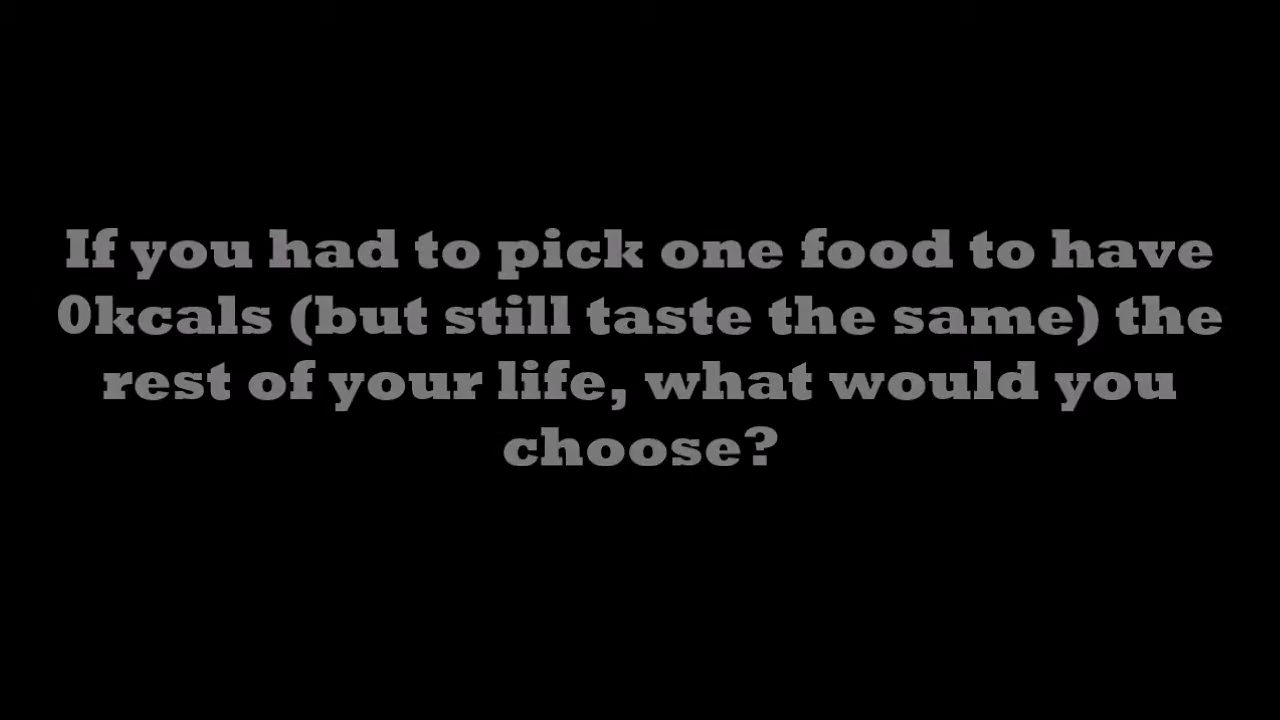 If you had to pick one food to have
0kcals (but still taste the same) the
rest of your life, what would you
choose?